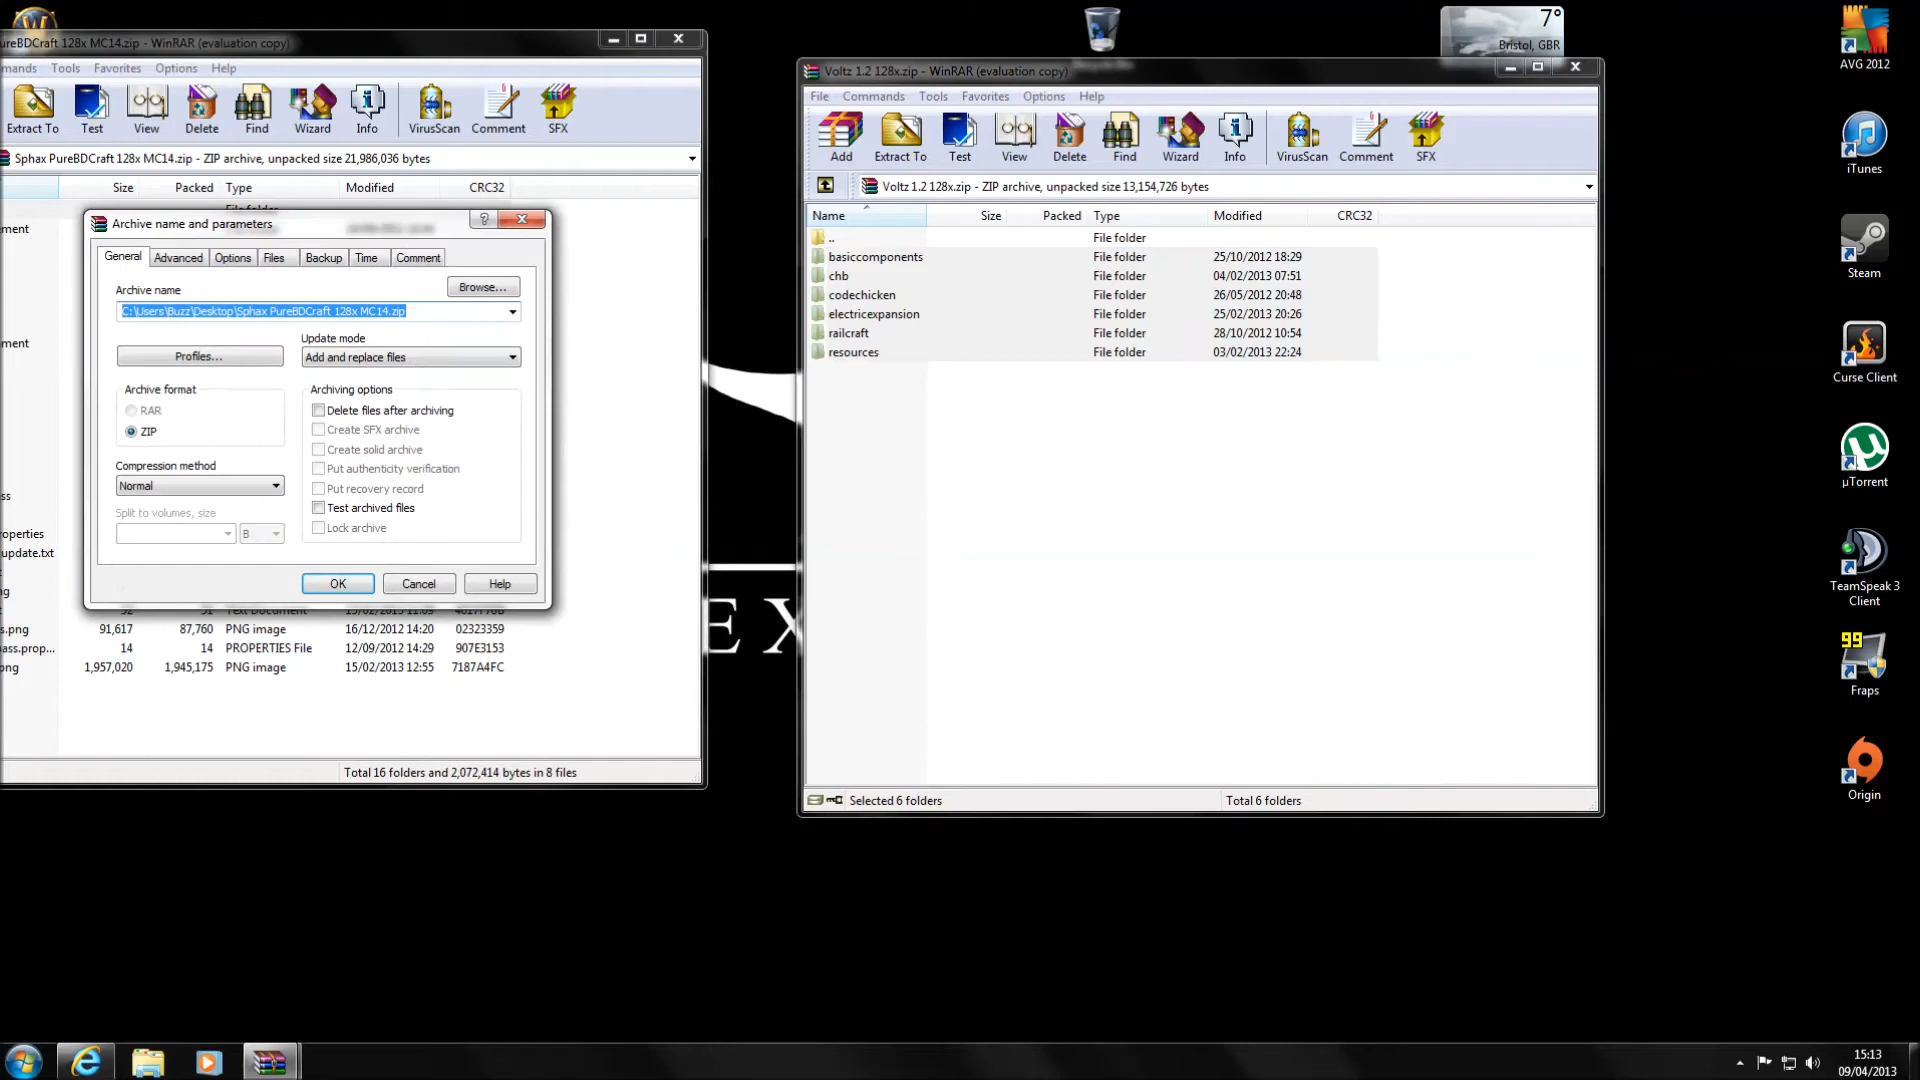 ureBDCraft 128x MC14.zip - WinRAR (evaluation copy)
mands Tools Favorites Options Help
Extract To Test View Delete Find Wizard Info VirusScan Comment SFX
Sphax PureBDCraft 128x MC14.zip - ZIP archive, unpacked size 21,986,036 bytes
Size Packed Type Modified CRC32
File folder
ement
ment
ss
operties
update.txt
t
ng
Archive name and parameters
General Advanced Options Files Backup Time Comment
Archive name
Browse...
C:\Users\Buzz\Desktop\Sphax PureBDCraft 128x MC14.zip
Update mode
Profiles...
Add and replace files
Archive format
RAR
ZIP
Archiving options
Delete files after archiving
Create SFX archive
Create solid archive
Put authenticity verification
Put recovery record
Test archived files
Lock archive
Compression method
Normal
Split to volumes, size
B
OK Cancel Help
s.png 91,617 87,760 PNG image 16/12/2012 14:20 02323359
pass.prop... 14 14 PROPERTIES File 12/09/2012 14:29 907E3153
png 1,957,020 1,945,175 PNG image 15/02/2013 12:55 7187A4FC
Total 16 folders and 2,072,414 bytes in 8 files
EX
Voltz 1.2 128x.zip - WinRAR (evaluation copy)
File Commands Tools Favorites Options Help
Add Extract To Test View Delete Find Wizard Info VirusScan Comment SFX
Voltz 1.2 128x.zip - ZIP archive, unpacked size 13,154,726 bytes
Name Size Packed Type Modified CRC32
.. File folder
basiccomponents File folder 25/10/2012 18:29
chb File folder 04/02/2013 07:51
codechicken File folder 26/05/2012 20:48
electricexpansion File folder 25/02/2013 20:26
railcraft File folder 28/10/2012 10:54
resources File folder 03/02/2013 22:24
Selected 6 folders Total 6 folders
7°
Bristol, GBR
AVG 2012
iTunes
Steam
Curse Client
µTorrent
TeamSpeak 3
Client
99
Fraps
Origin
15:13
09/04/2013